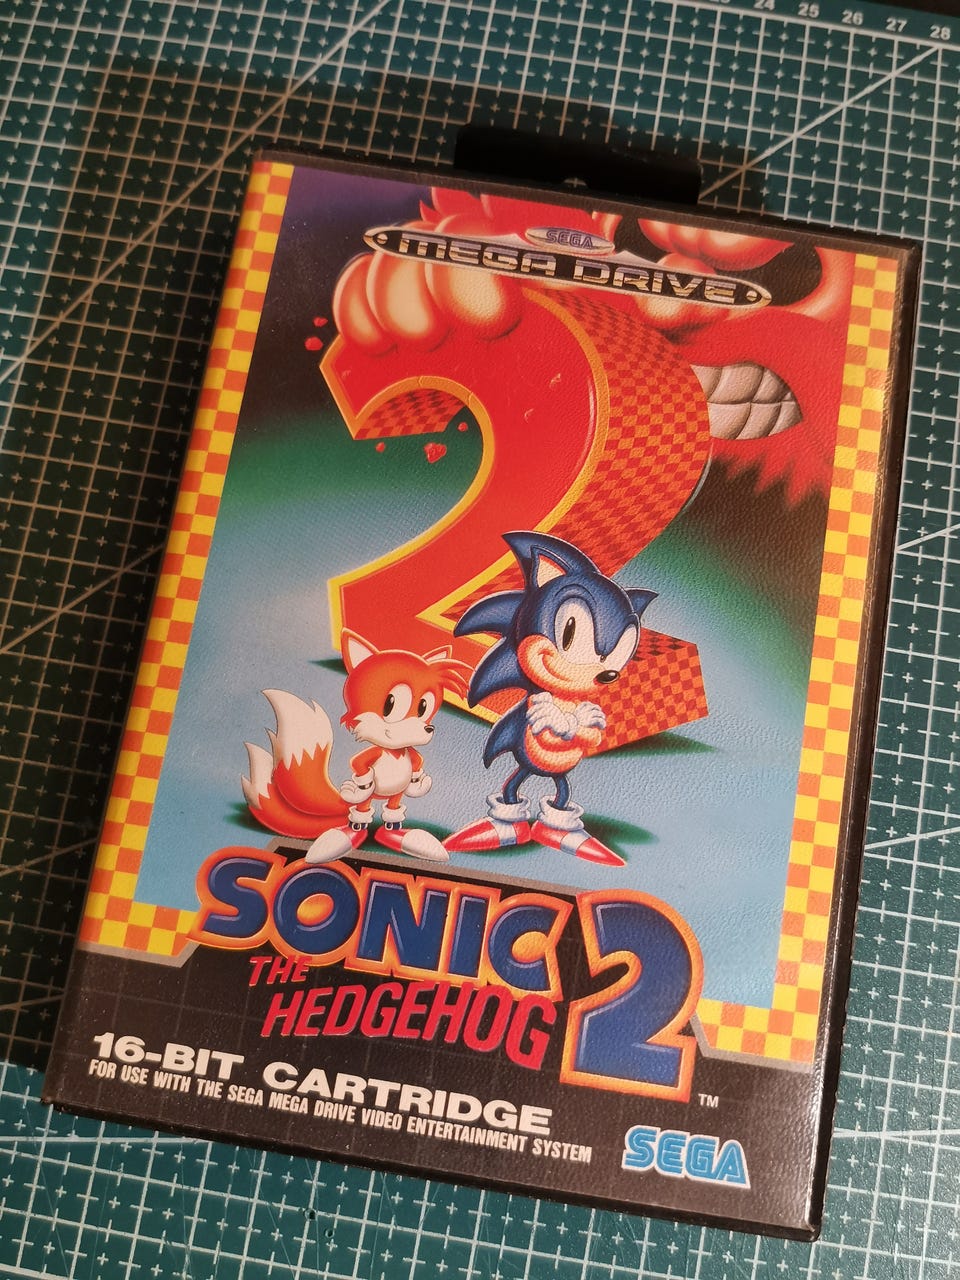 24 25 26 27 28
SEGA
MEGA DRIVE
SONIC 2
THE
HEDGEHOG
TM
16-BIT CARTRIDGE
FOR USE WITH THE SEGA MEGA DRIVE VIDEO ENTERTAINMENT SYSTEM
SEGA